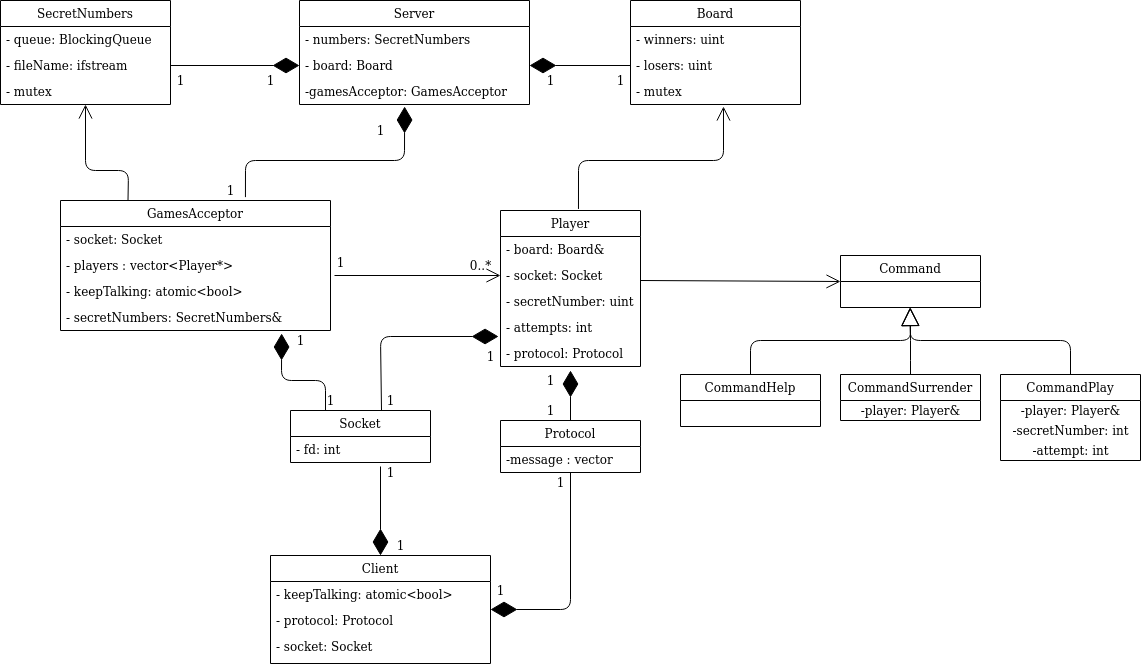 SecretNumbers
- queue: BlockingQueue
- fileName: ifstream
- mutex
Server
- numbers: SecretNumbers
- board: Board
-gamesAcceptor: GamesAcceptor
Board
- winners: uint
- losers: uint
- mutex
1
1
1
1
1
1
GamesAcceptor
- socket: Socket
- players : vector<Player*>
- keepTalking: atomic<bool>
- secretNumbers: SecretNumbers&
1
0..*
Player
- board: Board&
- socket: Socket
- secretNumber: uint
- attempts: int
- protocol: Protocol
Command
1
1
1
1
1
1
CommandHelp
CommandSurrender
-player: Player&
CommandPlay
-player: Player&
-secretNumber: int
-attempt: int
Socket
- fd: int
Protocol
-message : vector
1
1
1
1
Client
- keepTalking: atomic<bool>
- protocol: Protocol
- socket: Socket